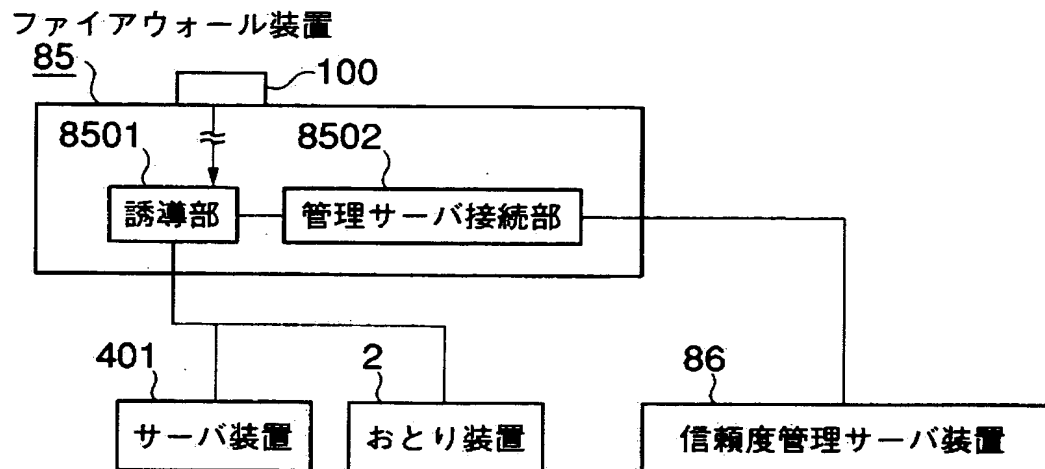 ファイアウォール装置
85
100
8501
8502
誘導部
管理サーバ接続部
401
2
86
サーバ装置
おとり装置
信頼度管理サーバ装置